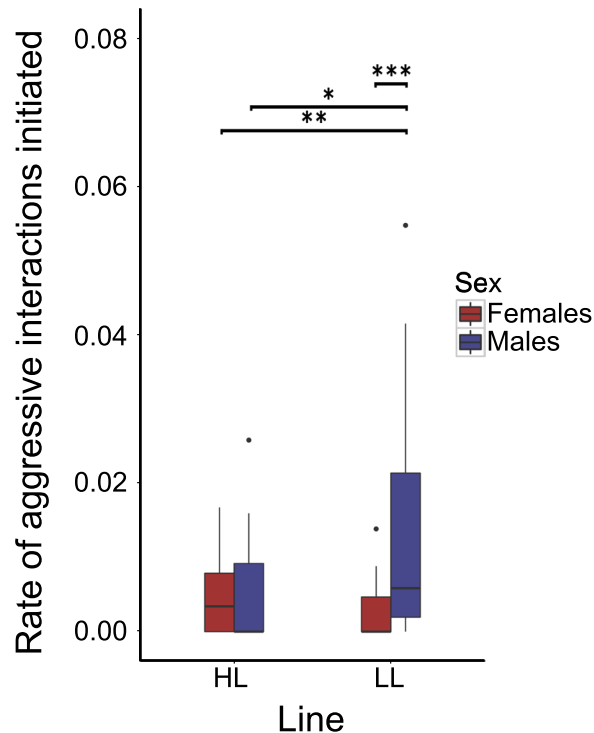 Rate of aggressive interactions initiated
0.08
0.06
0.04
0.02
0.00
***
*
**
Sex
Females
Males
HL
LL
Line